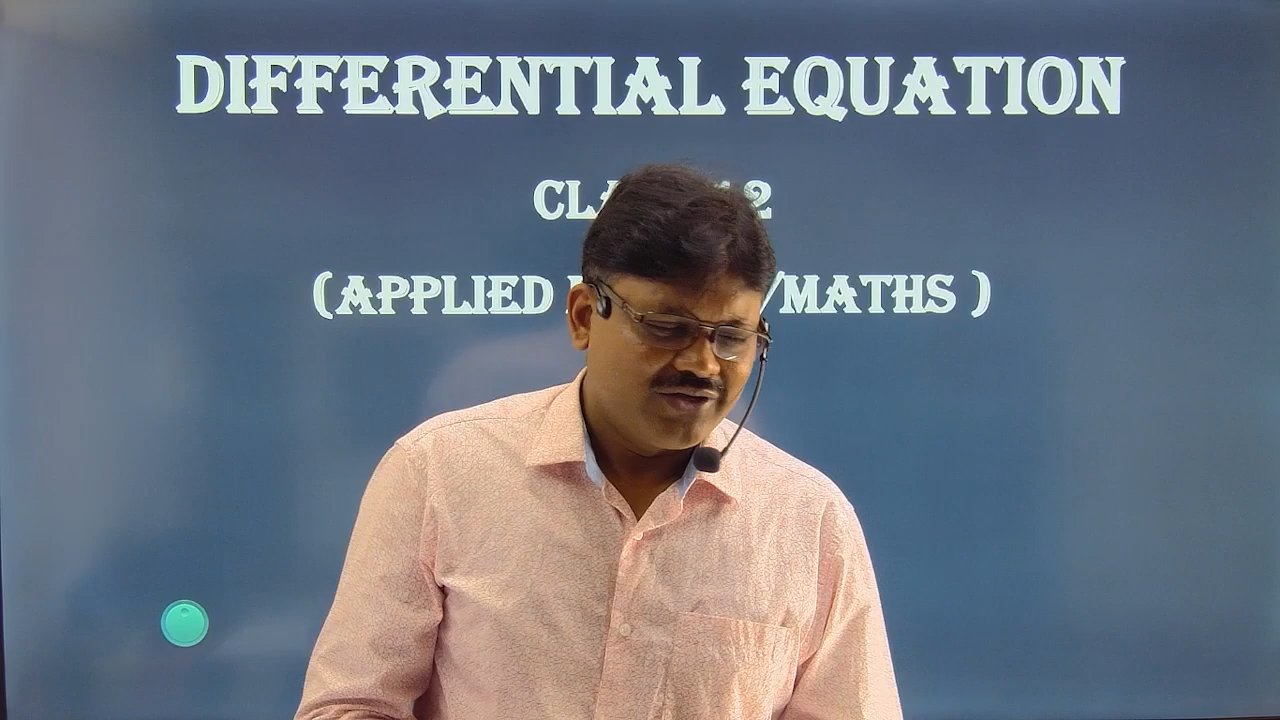 DIFFERENTIAL EQUATION
(APPLIED /MATHS )